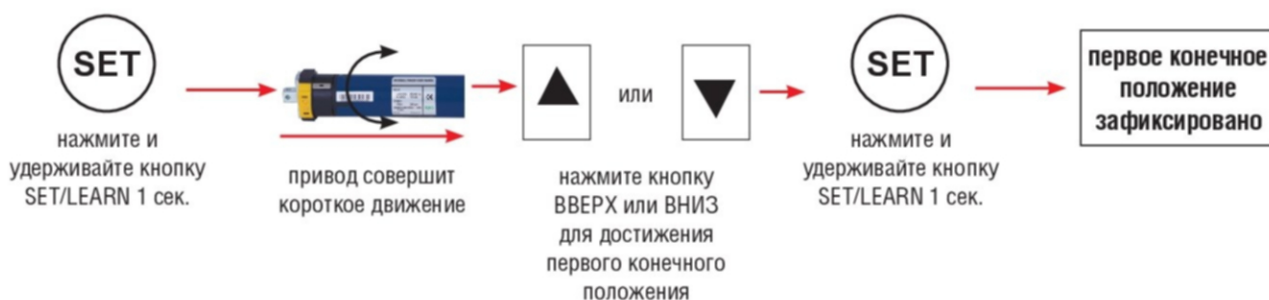 SET
нажмите и
удерживайте кнопку
SET/LEARN 1 сек.
привод совершит
короткое движение
или
нажмите кнопку
ВВЕРХ или ВНИЗ
для достижения
первого конечного
положения
SET
нажмите и
удерживайте кнопку
SET/LEARN 1 сек.
первое конечное
положение
зафиксировано